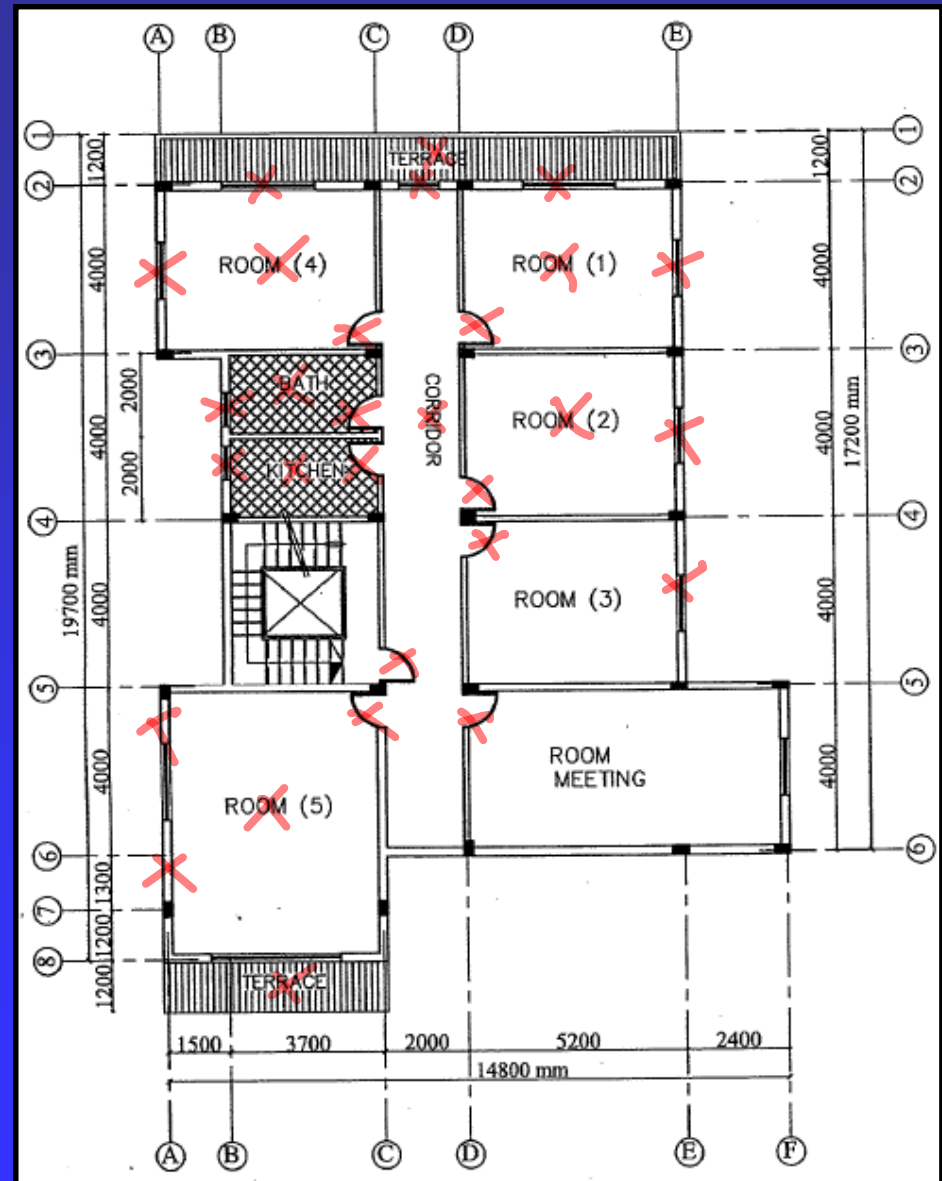 A B C D E
1 1
1200 TERRACE 1200
2 2
4000 ROOM (4) ROOM (1) 4000
3 3
2000 BATH CORRIDOR
4000 ROOM (2) 4000 17200 mm
2000 KITCHEN
4 4
19700 mm 4000 ROOM (3) 4000
5 5
4000 ROOM MEETING 4000
ROOM (5)
6 6
1300
7
1200
8
1200 TERRACE
1500 3700 2000 5200 2400
14800 mm
A B C D E F